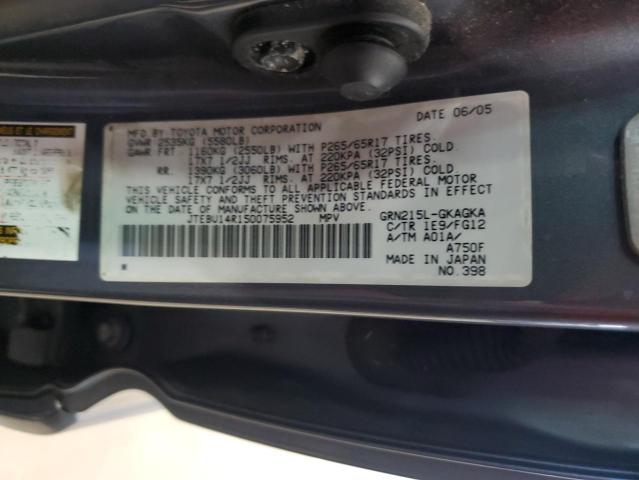 DATE 06/05
MFD BY TOYOTA MOTOR CORPORATION
GVWR 2535KG (5580LB)
GAWR FRT 1160KG (2550LB) WITH P265/65R17 TIRES.
17X7 1/2JJ RIMS. AT 220KPA (32PSI) COLD.
RR. 1390KG (3060LB) WITH P265/65R17 TIRES.
17X7 1/2JJ RIMS. AT 220KPA (32PSI) COLD.
THIS VEHICLE CONFORMS TO ALL APPLICABLE FEDERAL MOTOR
VEHICLE SAFETY AND THEFT PREVENTION STANDARDS IN EFFECT
ON THE DATE OF MANUFACTURE SHOWN ABOVE.
JTEBU14R150075952 MPV GRN215L-GKAGKA
C/TR 1E9/FG12
A/TM A01A/
A750F
MADE IN JAPAN
NO.398